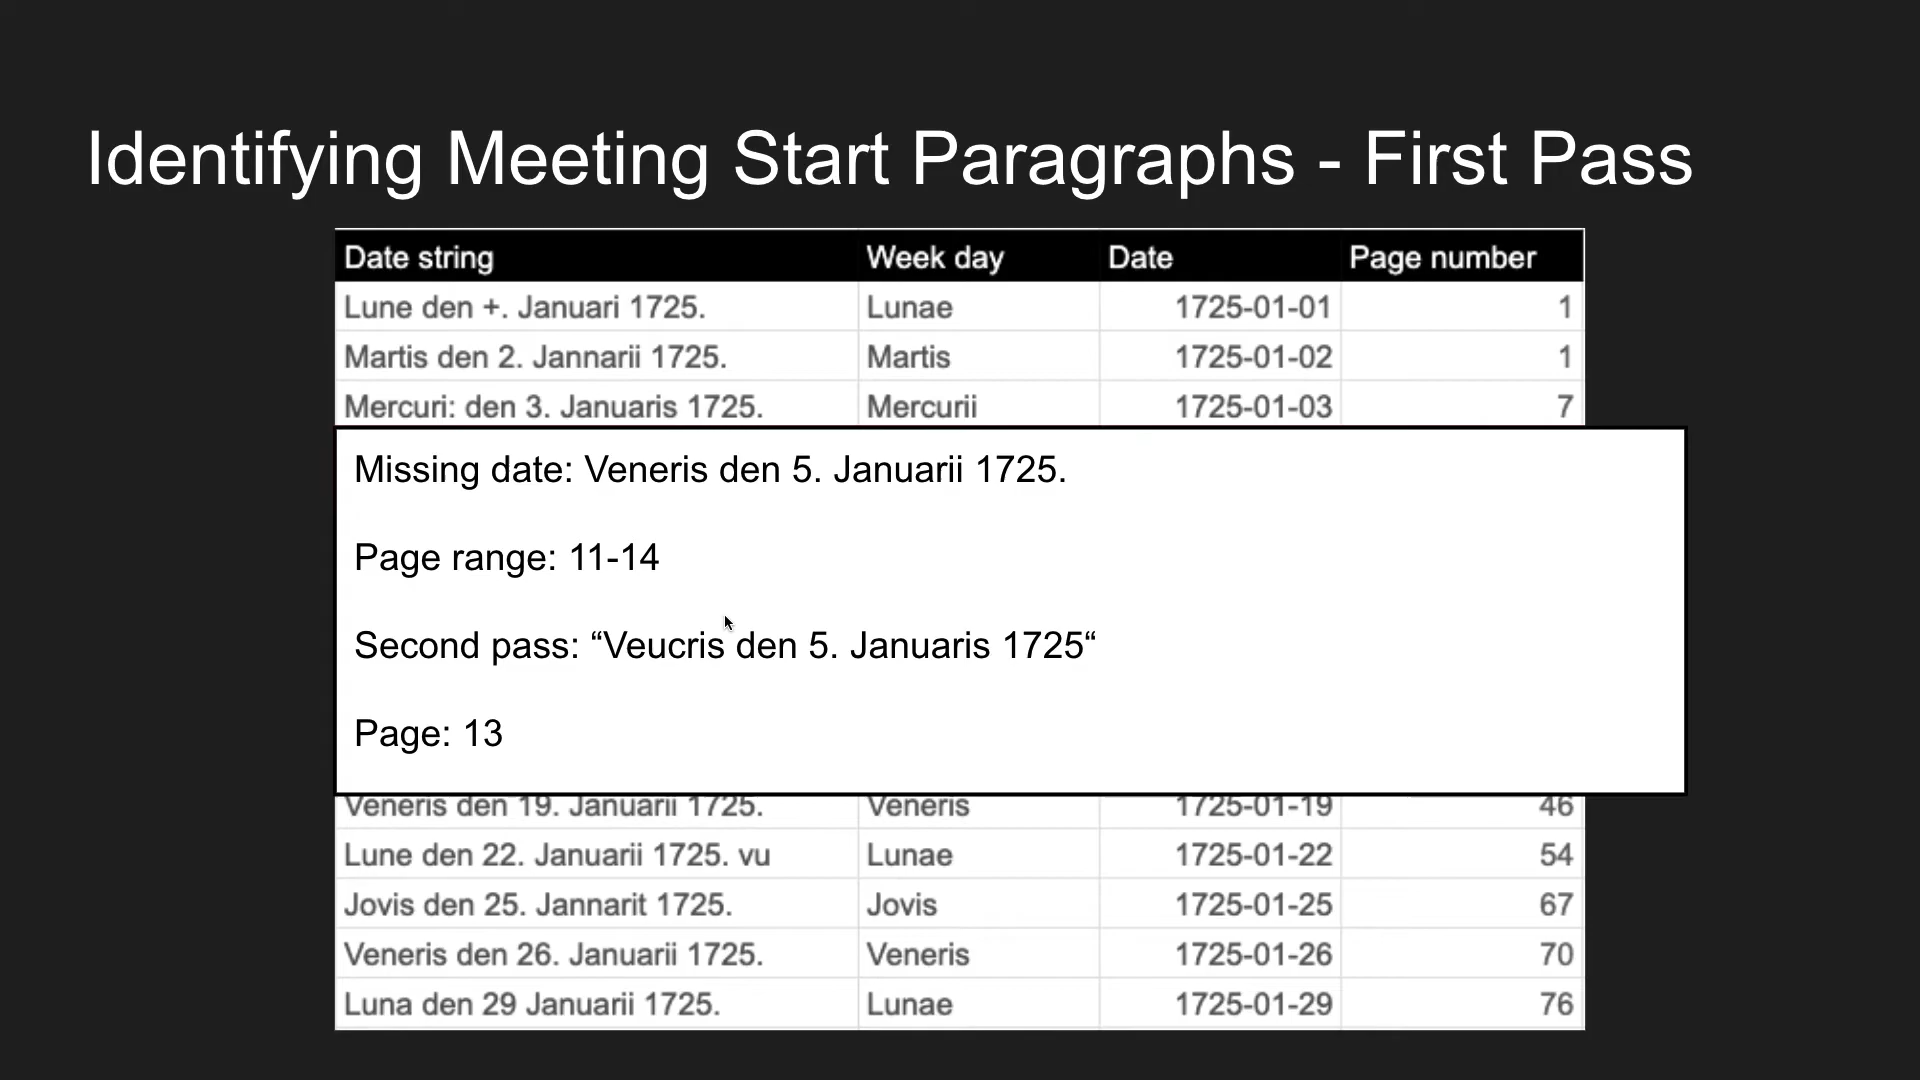 Identifying Meeting Start Paragraphs - First Pass
Date string Week day Date Page number
Lune den +. Januari 1725. Lunae 1725-01-01 1
Martis den 2. Jannarii 1725. Martis 1725-01-02 1
Mercuri: den 3. Januaris 1725. Mercurii 1725-01-03 7
Missing date: Veneris den 5. Januarii 1725.
Page range: 11-14
Second pass: “Veucris den 5. Januaris 1725“
Page: 13
Veneris den 19. Januarii 1725. Veneris 1725-01-19 46
Lune den 22. Januarii 1725. vu Lunae 1725-01-22 54
Jovis den 25. Jannarit 1725. Jovis 1725-01-25 67
Veneris den 26. Januarii 1725. Veneris 1725-01-26 70
Luna den 29 Januarii 1725. Lunae 1725-01-29 76